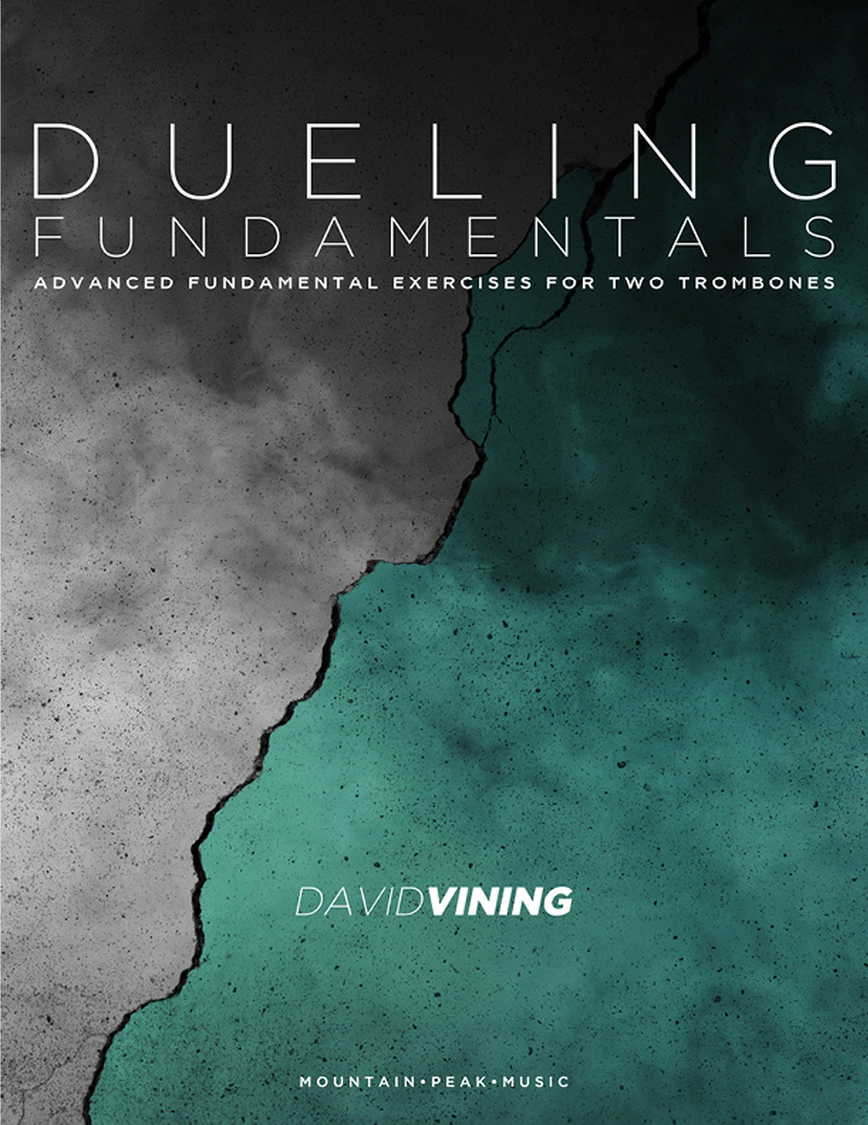 DUELING
FUNDAMENTALS
ADVANCED FUNDAMENTAL EXERCISES FOR TWO TROMBONES
DAVIDVINING
MOUNTAIN•PEAK•MUSIC